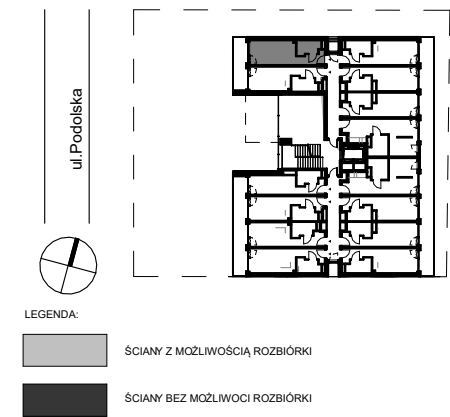 ul.Podolska
LEGENDA:
ŚCIANY Z MOŻLIWOŚCIĄ ROZBIÓRKI
ŚCIANY BEZ MOŻLIWOCI ROZBIÓRKI